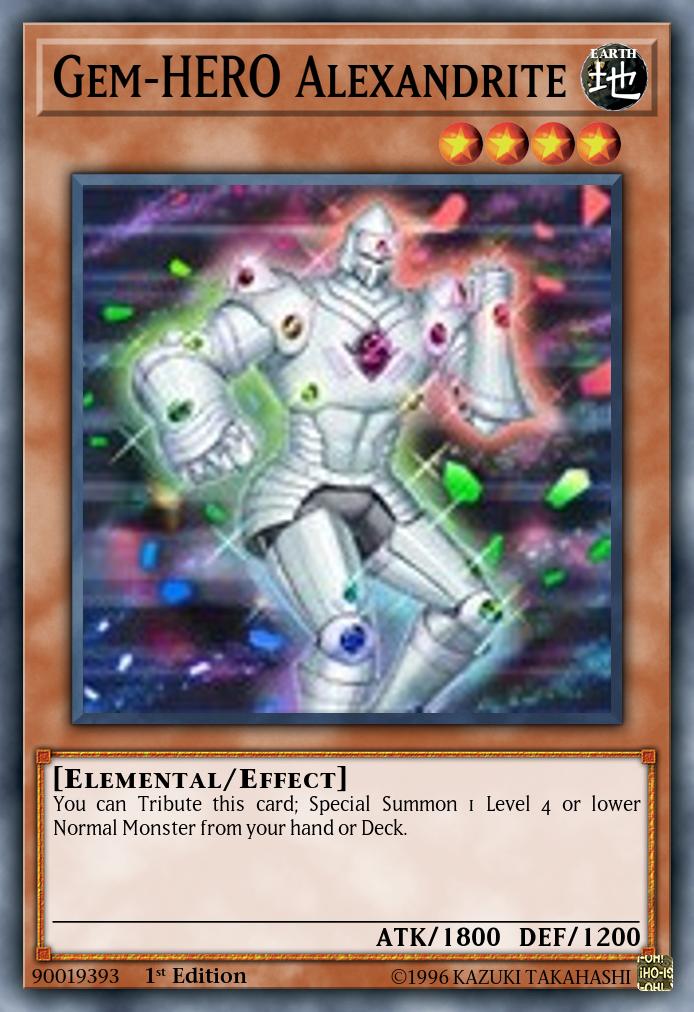 Gem-HERO Alexandrite
EARTH
地
[Elemental/Effect]
You can Tribute this card; Special Summon 1 Level 4 or lower
Normal Monster from your hand or Deck.
ATK/1800 DEF/1200
90019393 1st Edition ©1996 KAZUKI TAKAHASHI